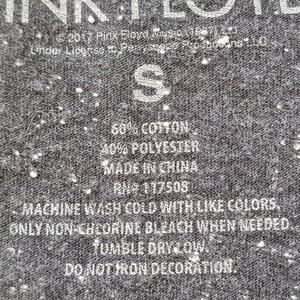 PINK FLOYD
© 2017 Pink Floyd Music (1987) Ltd
Under License to Perryscope Productions LLC
S
60% COTTON
40% POLYESTER
MADE IN CHINA
RN# 117508
MACHINE WASH COLD WITH LIKE COLORS.
ONLY NON-CHLORINE BLEACH WHEN NEEDED.
TUMBLE DRY LOW.
DO NOT IRON DECORATION.